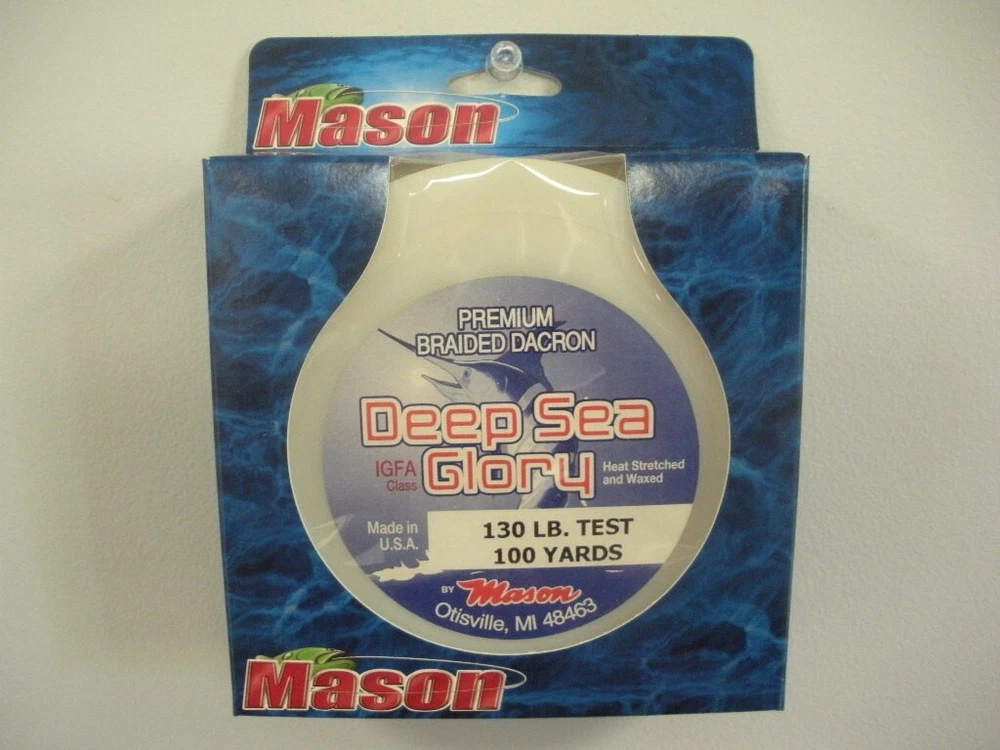 Mason
PREMIUM
BRAIDED DACRON
Deep Sea
IGFA
Class
Glory
Heat Stretched
and Waxed
Made in
U.S.A.
130 LB. TEST
100 YARDS
BY Mason
Otisville, MI 48463
Mason